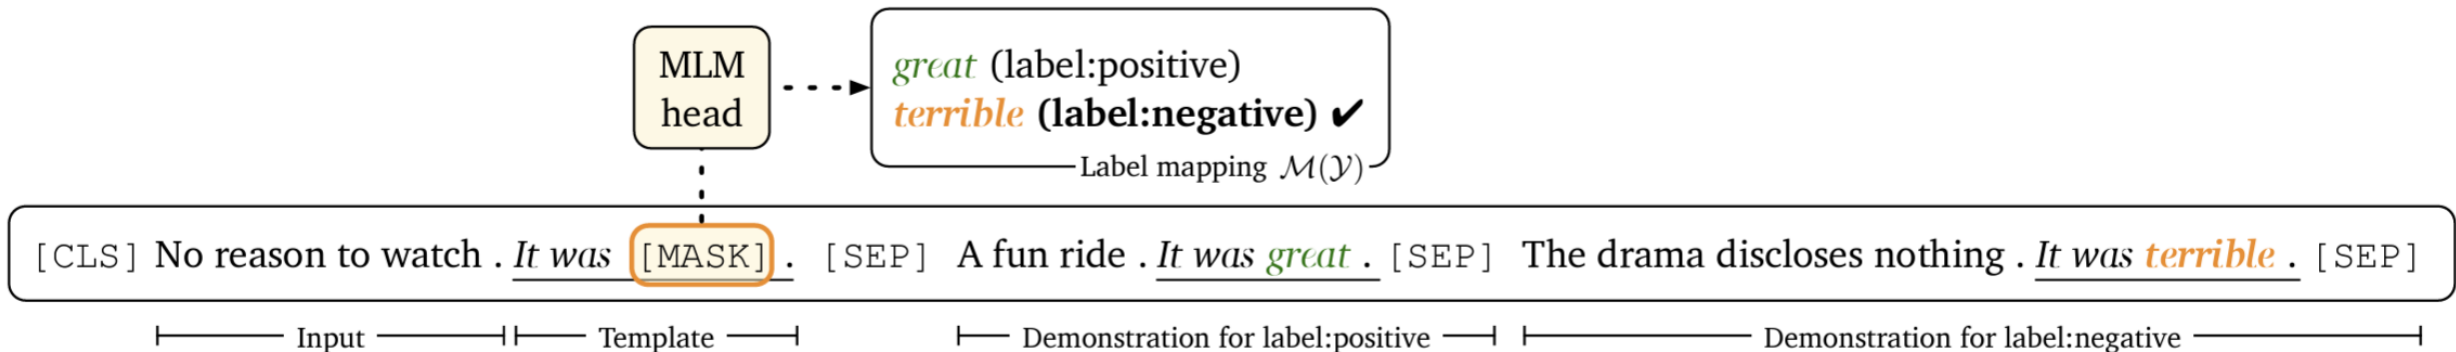 MLM
head
great (label:positive)
terrible (label:negative) ✔
Label mapping M(Y)
[CLS] No reason to watch . It was [MASK] . [SEP] A fun ride . It was great . [SEP] The drama discloses nothing . It was terrible . [SEP]
Input Template Demonstration for label:positive Demonstration for label:negative